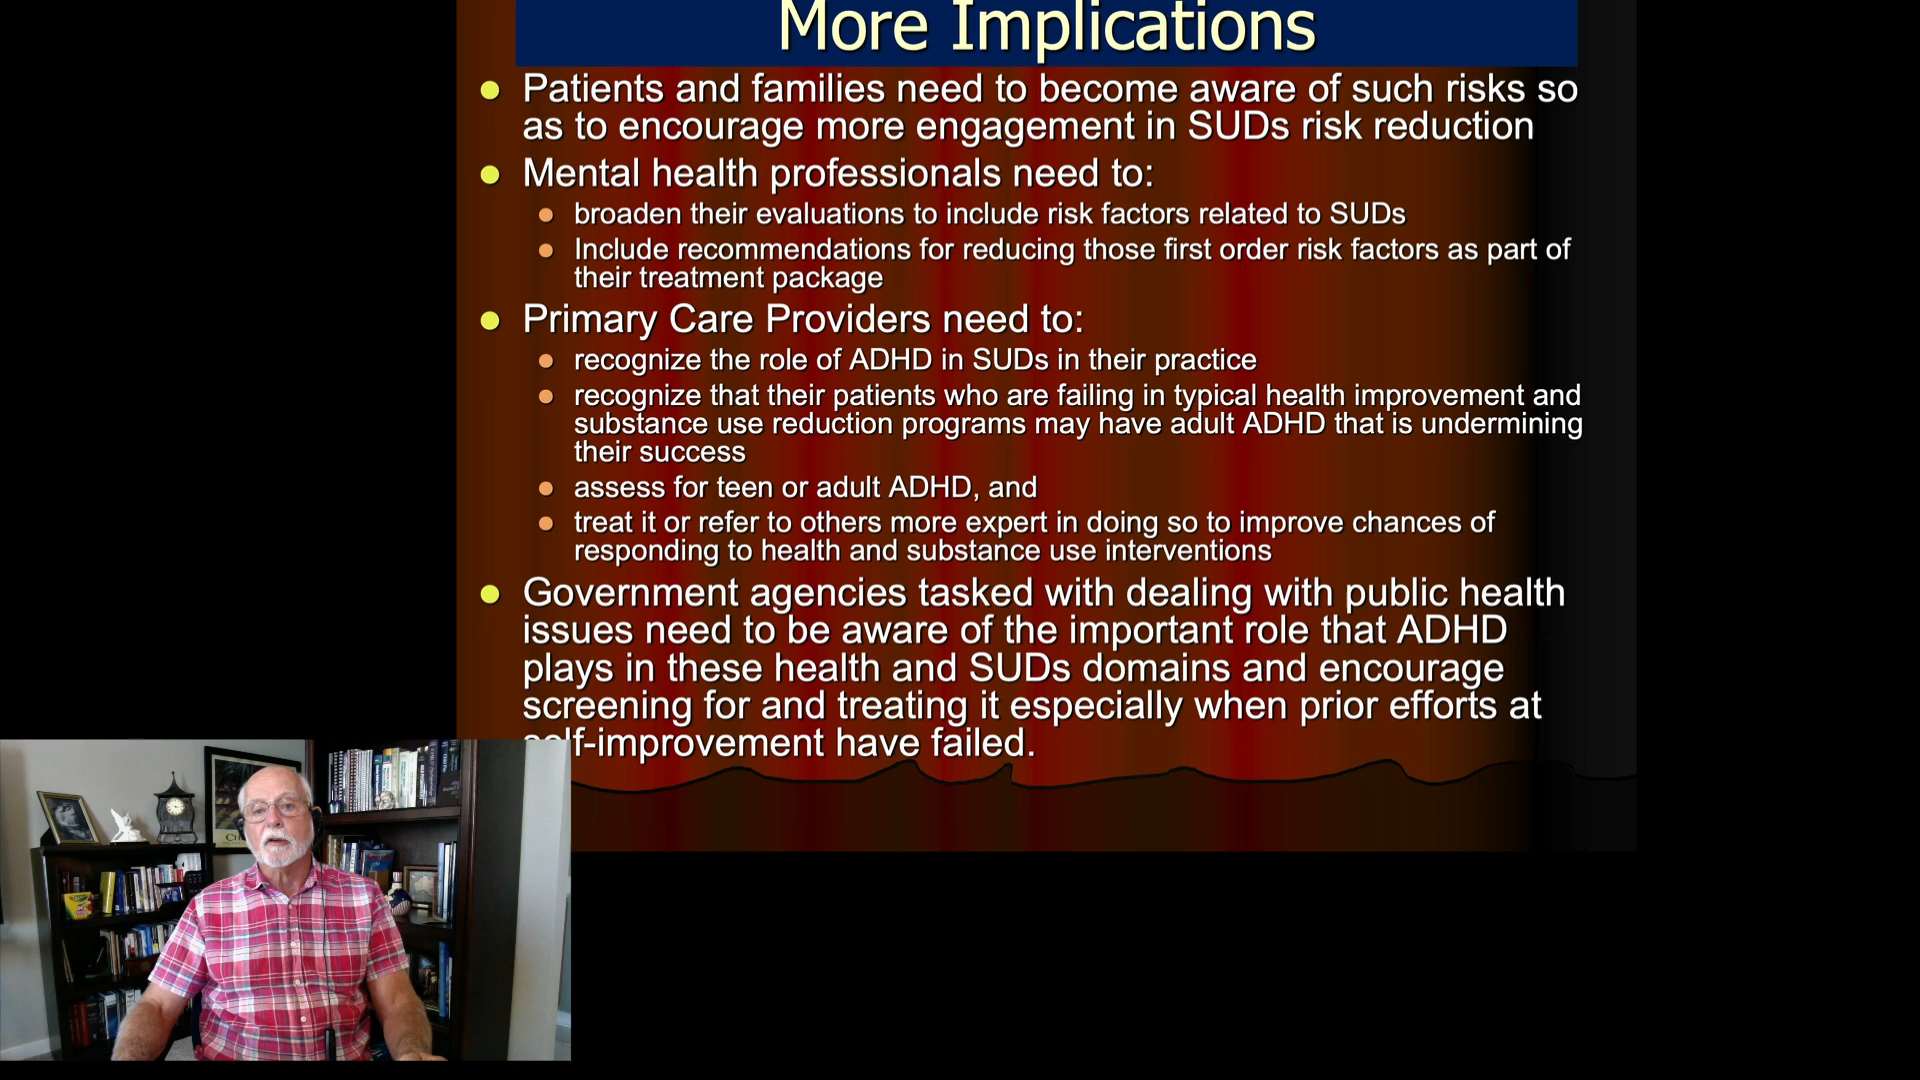 More Implications
Patients and families need to become aware of such risks so
as to encourage more engagement in SUDs risk reduction
Mental health professionals need to:
broaden their evaluations to include risk factors related to SUDs
Include recommendations for reducing those first order risk factors as part of
their treatment package
Primary Care Providers need to:
recognize the role of ADHD in SUDs in their practice
recognize that their patients who are failing in typical health improvement and
substance use reduction programs may have adult ADHD that is undermining
their success
assess for teen or adult ADHD, and
treat it or refer to others more expert in doing so to improve chances of
responding to health and substance use interventions
Government agencies tasked with dealing with public health
issues need to be aware of the important role that ADHD
plays in these health and SUDs domains and encourage
screening for and treating it especially when prior efforts at
self-improvement have failed.